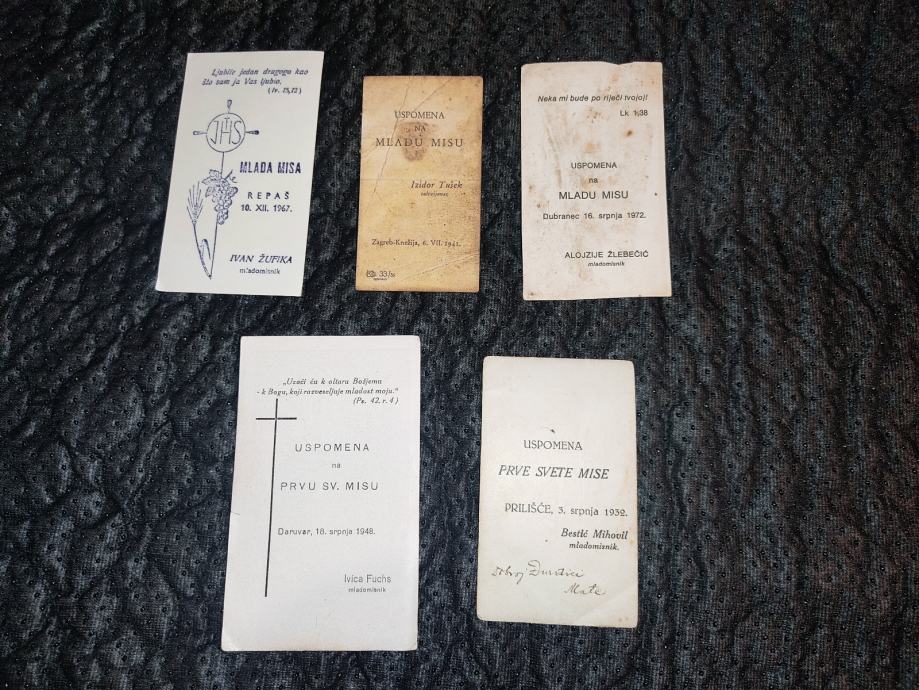 Ljubite jedan drugoga kao
što sam ja Vas ljubio.
(Iv. 15,12)
JHS
MLADA MISA
REPAŠ
10. XII. 1967.
IVAN ŽUFIKA
mladomisnik
USPOMENA
NA
MLADU MISU
Izidor Tušek
Zagreb-Knežija, 6. VII. 1941.
33/38
Neka mi bude po riječi tvojoj!
Lk 1,38
USPOMENA
na
MLADU MISU
Dubranec 16. srpnja 1972.
ALOJZIJE ŽLEBEČIĆ
mladomisnik
„Uzaći ću k oltaru Božjemu
- k Bogu, koji razveseljuje mladost moju."
(Ps. 42. r. 4)
USPOMENA
na
PRVU SV. MISU
Daruvar, 18. srpnja 1948.
Ivica Fuchs
mladomisnik
USPOMENA
PRVE SVETE MISE
PRILIŠĆE, 3. srpnja 1932.
Bestić Mihovil
mladomisnik.
Dobroj
Mate